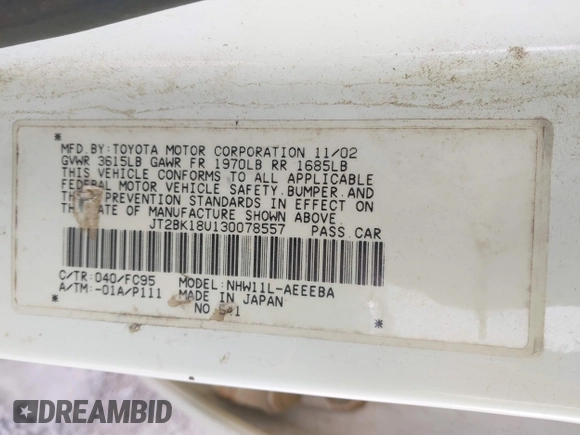 MFD.BY:TOYOTA MOTOR CORPORATION 11/02
GVWR 3615LB GAWR FR 1970LB RR 1685LB
THIS VEHICLE CONFORMS TO ALL APPLICABLE
FEDERAL MOTOR VEHICLE SAFETY,BUMPER,AND
PREVENTION STANDARDS IN EFFECT ON
THE DATE OF MANUFACTURE SHOWN ABOVE.
JT2BK18U130078557 PASS.CAR
C/TR:040/FC95 MODEL:NHW11L-AEEEBA
A/TM:-01A/P111 MADE IN JAPAN
NO.
DREAMBID